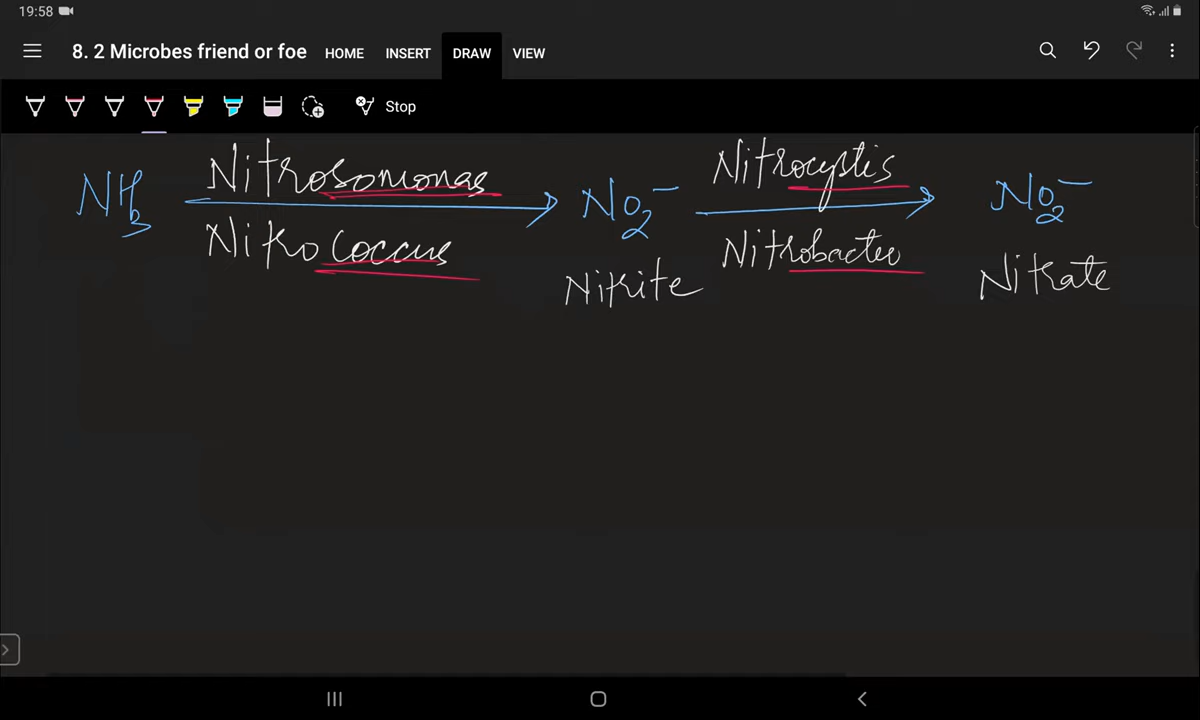 19:58
8. 2 Microbes friend or foe HOME INSERT DRAW VIEW
Stop
NH3 Nitrosomonas NO2− Nitrocystis NO2−
Nitrococcus Nitrobacter
Nitrite Nitrate